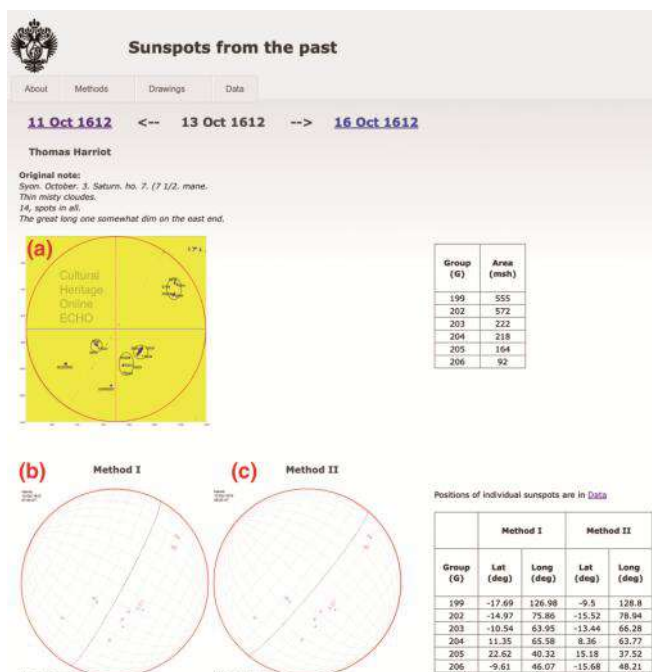 Sunspots from the past
About Methods Drawings Data
11 Oct 1612 <-- 13 Oct 1612 --> 16 Oct 1612
Thomas Harriot
Original note:
Syon. October. 3. Saturn. ho. 7. (7 1/2. mane.
Thin misty cloudes.
14, spots in all.
The great long one somewhat dim on the east end.
(a)
Cultural
Heritage
Online
ECHO
Group (G) Area (msh)
199 555
202 572
203 222
204 218
205 164
206 92
(b) Method I (c) Method II
Positions of individual sunspots are in Data
Method I Method II
Group (G) Lat (deg) Long (deg) Lat (deg) Long (deg)
199 -17.69 126.98 -9.5 128.8
202 -14.97 75.86 -15.52 78.94
203 -10.54 63.95 -13.44 66.28
204 11.35 65.58 8.36 63.77
205 22.62 40.32 15.18 37.52
206 -9.61 46.07 -15.68 48.21